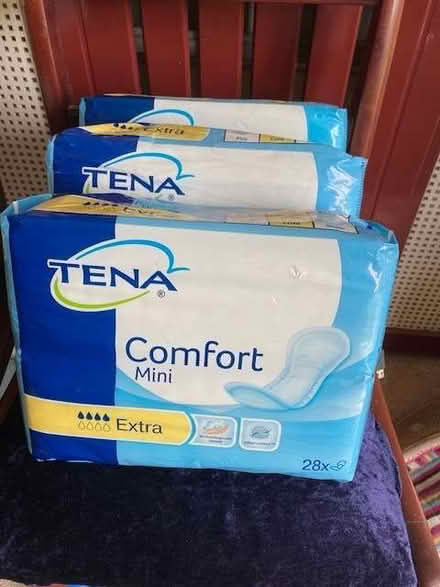 Extra
TENA
®
TENA
®
Comfort
Mini
Extra
28x